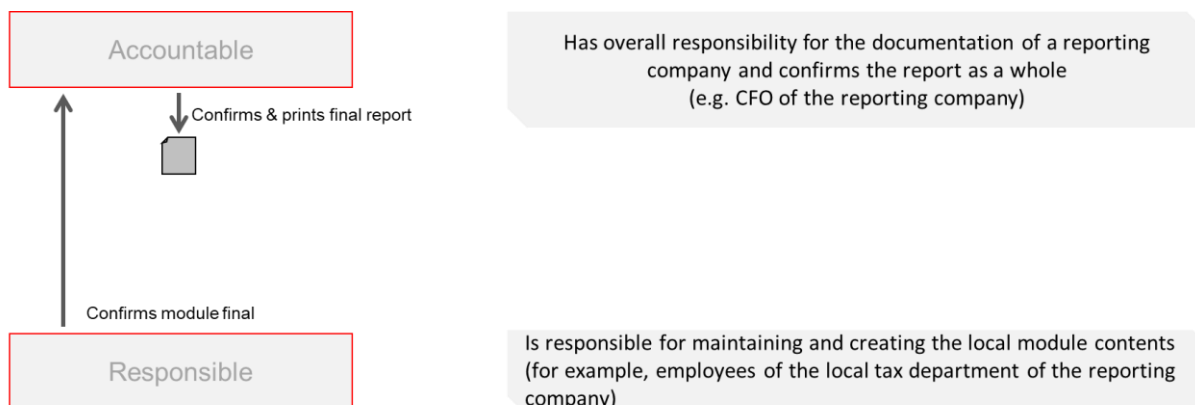 Accountable
Has overall responsibility for the documentation of a reporting
company and confirms the report as a whole
(e.g. CFO of the reporting company)
Confirms & prints final report
Confirms module final
Responsible
Is responsible for maintaining and creating the local module contents
(for example, employees of the local tax department of the reporting
company)